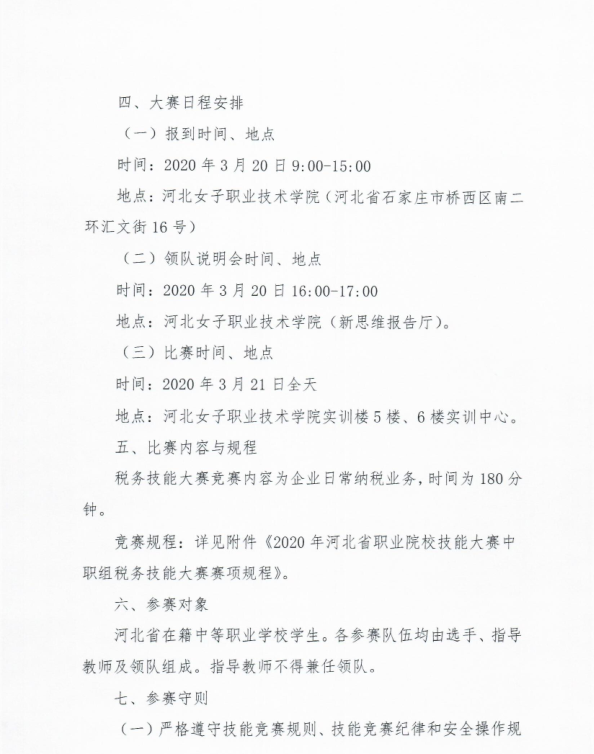 四、大赛日程安排
（一）报到时间、地点
时间：2020 年 3 月 20 日 9:00-15:00
地点：河北女子职业技术学院（河北省石家庄市桥西区南二
环汇文街 16 号）
（二）领队说明会时间、地点
时间：2020 年 3 月 20 日 16:00-17:00
地点：河北女子职业技术学院（新思维报告厅）。
（三）比赛时间、地点
时间：2020 年 3 月 21 日全天
地点：河北女子职业技术学院实训楼 5 楼、6 楼实训中心。
五、比赛内容与规程
税务技能大赛竞赛内容为企业日常纳税业务，时间为 180 分
钟。
竞赛规程：详见附件《2020 年河北省职业院校技能大赛中
职组税务技能大赛赛项规程》。
六、参赛对象
河北省在籍中等职业学校学生。各参赛队伍均由选手、指导
教师及领队组成。指导教师不得兼任领队。
七、参赛守则
（一）严格遵守技能竞赛规则、技能竞赛纪律和安全操作规